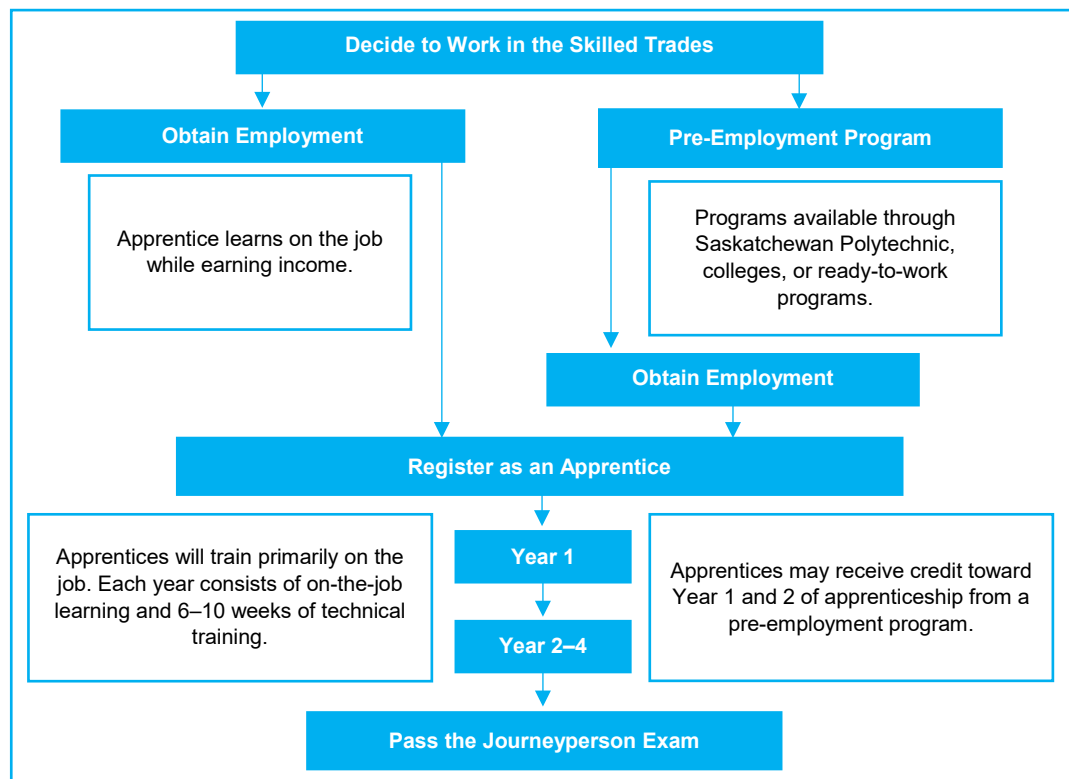 Decide to Work in the Skilled Trades
Obtain Employment
Pre-Employment Program
Apprentice learns on the job
while earning income.
Programs available through
Saskatchewan Polytechnic,
colleges, or ready-to-work
programs.
Obtain Employment
Register as an Apprentice
Apprentices will train primarily on the
job. Each year consists of on-the-job
learning and 6–10 weeks of technical
training.
Year 1
Apprentices may receive credit toward
Year 1 and 2 of apprenticeship from a
pre-employment program.
Year 2–4
Pass the Journeyperson Exam